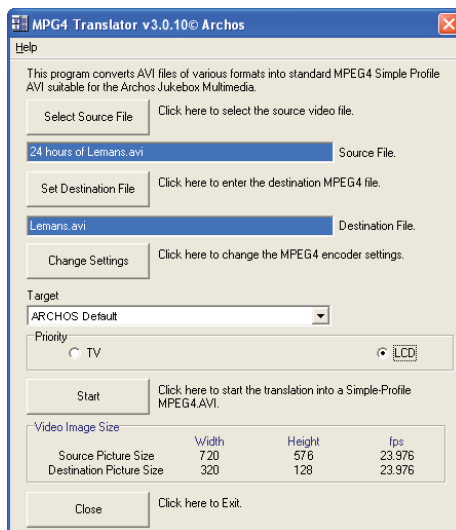 MPG4 Translator v3.0.10© Archos
Help
This program converts AVI files of various formats into standard MPEG4 Simple Profile
AVI suitable for the Archos Jukebox Multimedia.
Select Source File
Click here to select the source video file.
24 hours of Lemans.avi
Source File.
Set Destination File
Click here to enter the destination MPEG4 file.
Lemans.avi
Destination File.
Change Settings
Click here to change the MPEG4 encoder settings.
Target
ARCHOS Default
Priority
TV
LCD
Start
Click here to start the translation into a Simple-Profile
MPEG4.AVI.
Video Image Size
Width Height fps
Source Picture Size 720 576 23.976
Destination Picture Size 320 128 23.976
Close
Click here to Exit.